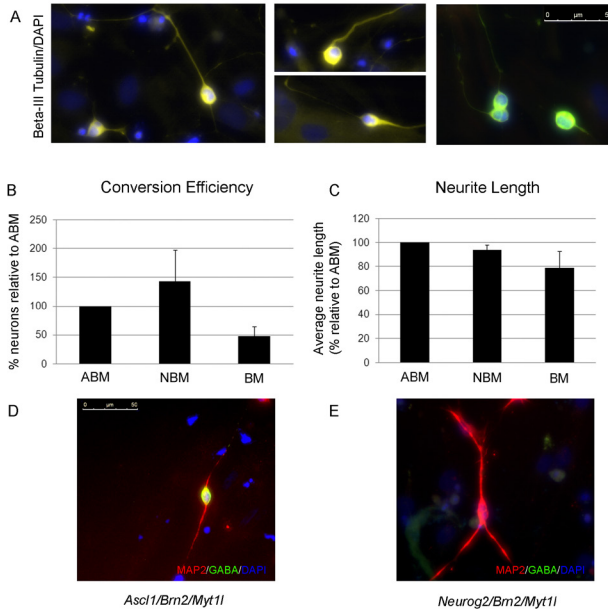 A
Beta-III Tubulin/DAPI
0 µm 5
B
Conversion Efficiency
% neurons relative to ABM
250
200
150
100
50
0
ABM NBM BM
C
Neurite Length
Average neurite length
(% relative to ABM)
120
100
80
60
40
20
0
ABM NBM BM
D
0 µm 50
MAP2/GABA/DAPI
Ascl1/Brn2/Myt1l
E
MAP2/GABA/DAPI
Neurog2/Brn2/Myt1l